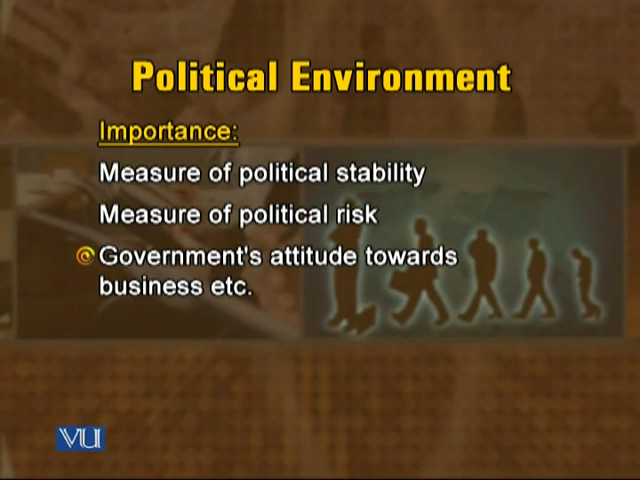 Political Environment
Importance:
Measure of political stability
Measure of political risk
Government's attitude towards
business etc.
VU